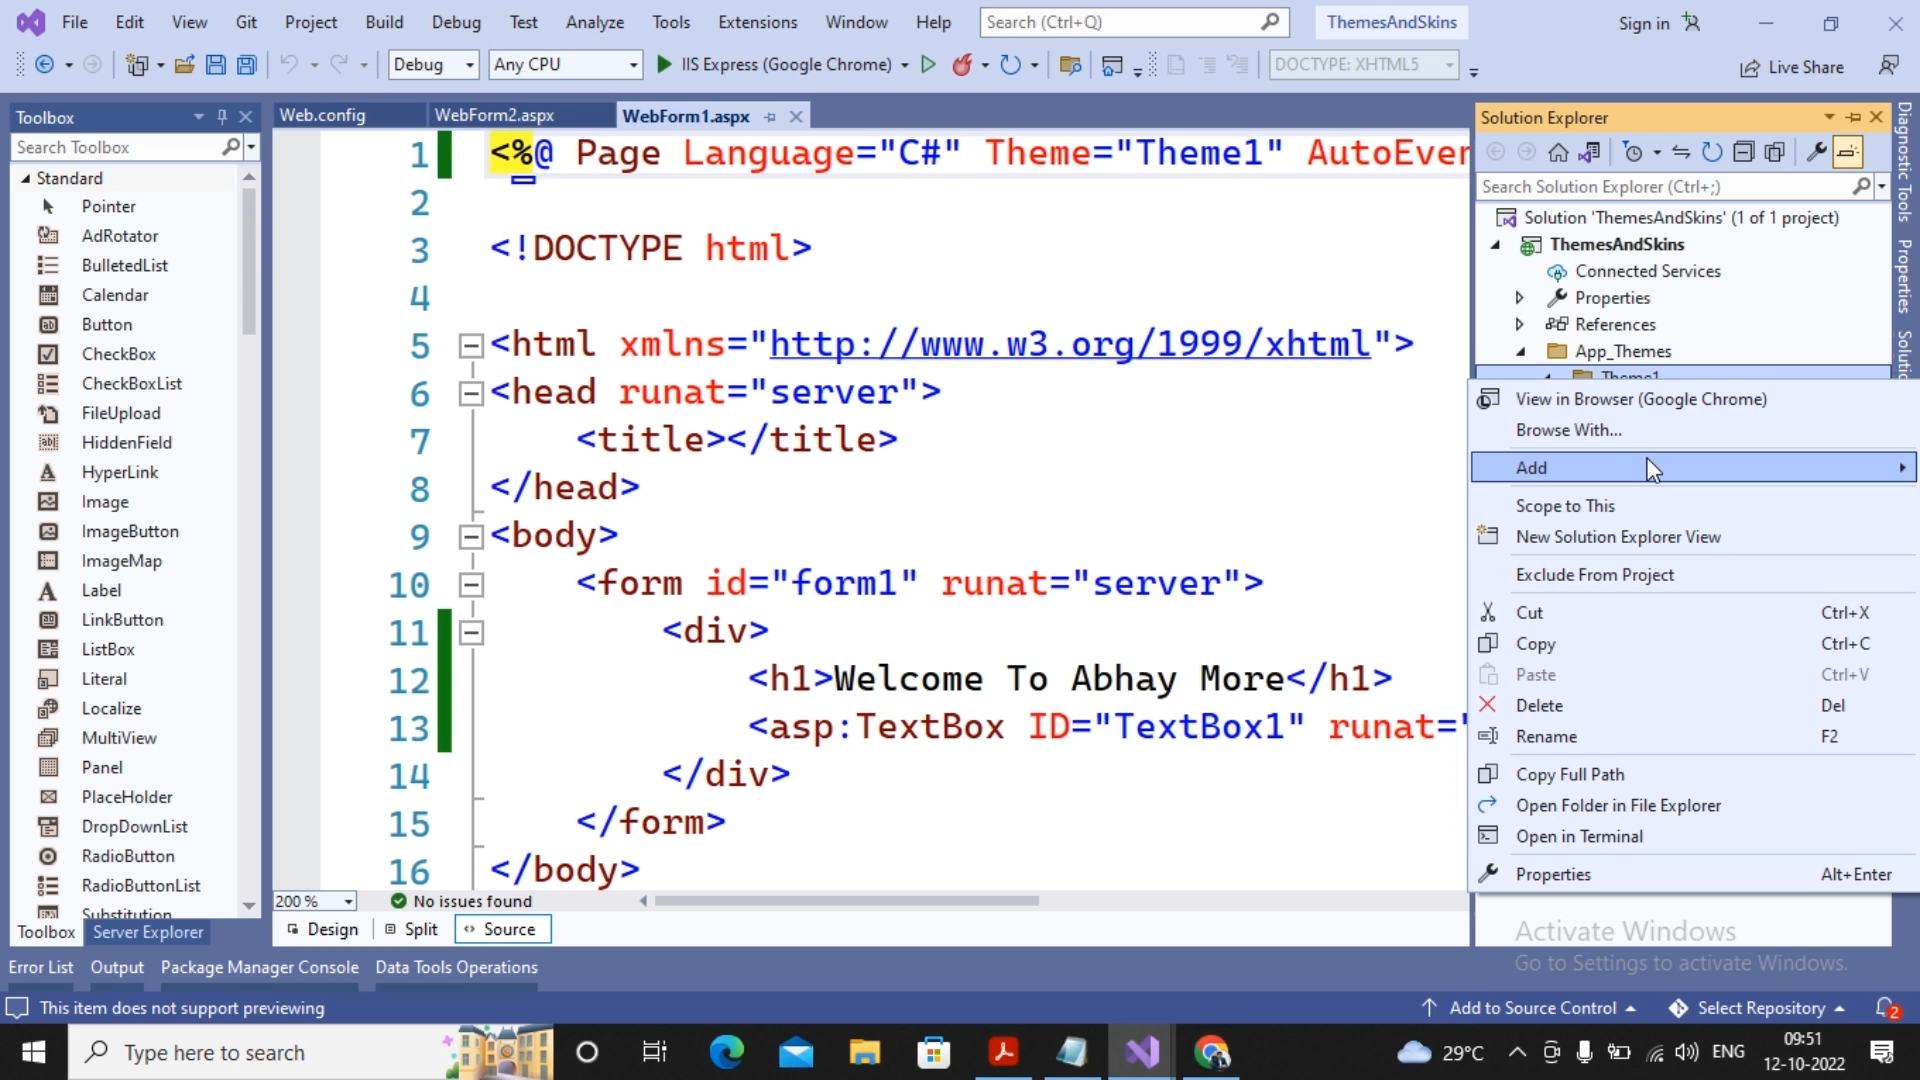 File Edit View Git Project Build Debug Test Analyze Tools Extensions Window Help Search (Ctrl+Q) ThemesAndSkins Sign in
Debug Any CPU IIS Express (Google Chrome) DOCTYPE: XHTML5 Live Share
Toolbox
Search Toolbox
Standard
Pointer
AdRotator
BulletedList
Calendar
Button
CheckBox
CheckBoxList
FileUpload
HiddenField
HyperLink
Image
ImageButton
ImageMap
Label
LinkButton
ListBox
Literal
Localize
MultiView
Panel
PlaceHolder
DropDownList
RadioButton
RadioButtonList
Substitution
Toolbox Server Explorer
Web.config WebForm2.aspx WebForm1.aspx
1 <%@ Page Language="C#" Theme="Theme1" AutoEven
2
3 <!DOCTYPE html>
4
5 <html xmlns="http://www.w3.org/1999/xhtml">
6 <head runat="server">
7 <title></title>
8 </head>
9 <body>
10 <form id="form1" runat="server">
11 <div>
12 <h1>Welcome To Abhay More</h1>
13 <asp:TextBox ID="TextBox1" runat="
14 </div>
15 </form>
16 </body>
200 % No issues found
Design Split Source
Solution Explorer
Search Solution Explorer (Ctrl+;)
Solution 'ThemesAndSkins' (1 of 1 project)
ThemesAndSkins
Connected Services
Properties
References
App_Themes
Theme1
View in Browser (Google Chrome)
Browse With...
Add
Scope to This
New Solution Explorer View
Exclude From Project
Cut Ctrl+X
Copy Ctrl+C
Paste Ctrl+V
Delete Del
Rename F2
Copy Full Path
Open Folder in File Explorer
Open in Terminal
Properties Alt+Enter
Diagnostic Tools
Properties
Activate Windows
Go to Settings to activate Windows.
Error List Output Package Manager Console Data Tools Operations
This item does not support previewing Add to Source Control Select Repository 2
Type here to search 29°C ENG 09:51
12-10-2022